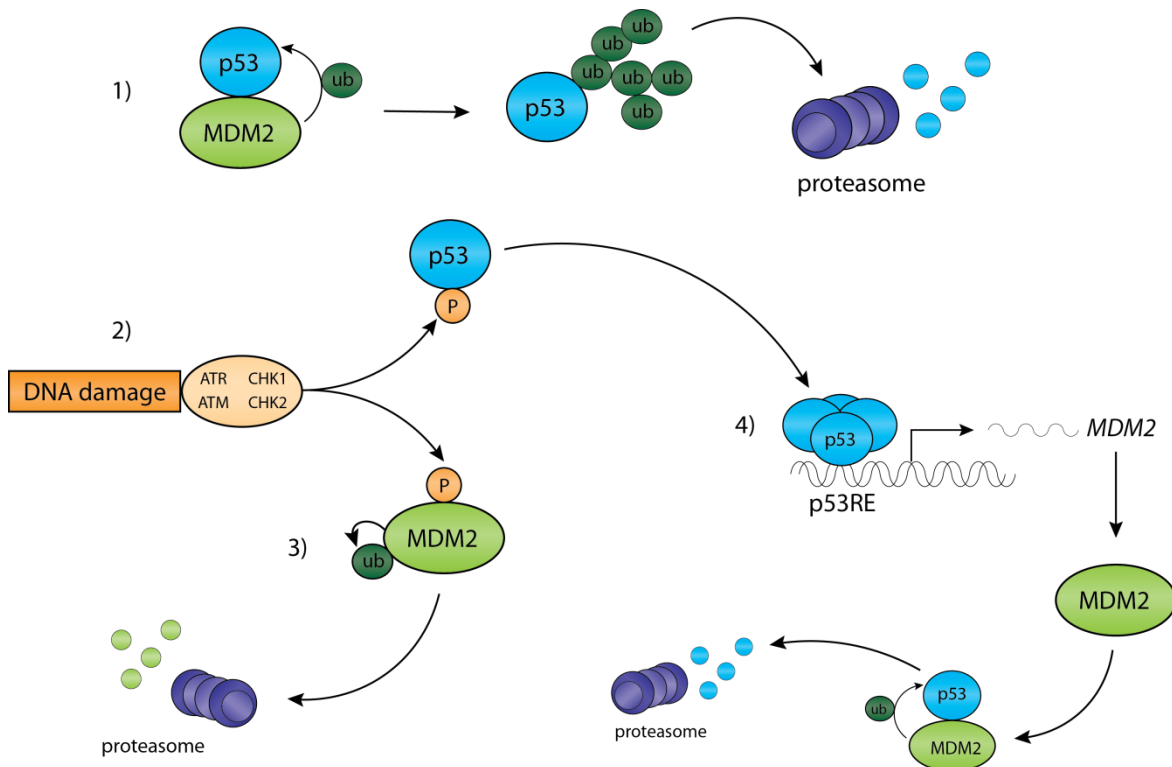 1)
p53
ub
MDM2
p53
ub
ub
ub
ub
ub
ub
ub
proteasome
2)
DNA damage
ATR CHK1
ATM CHK2
p53
P
3)
P
MDM2
ub
proteasome
4)
p53
p53RE
MDM2
MDM2
p53
ub
MDM2
proteasome